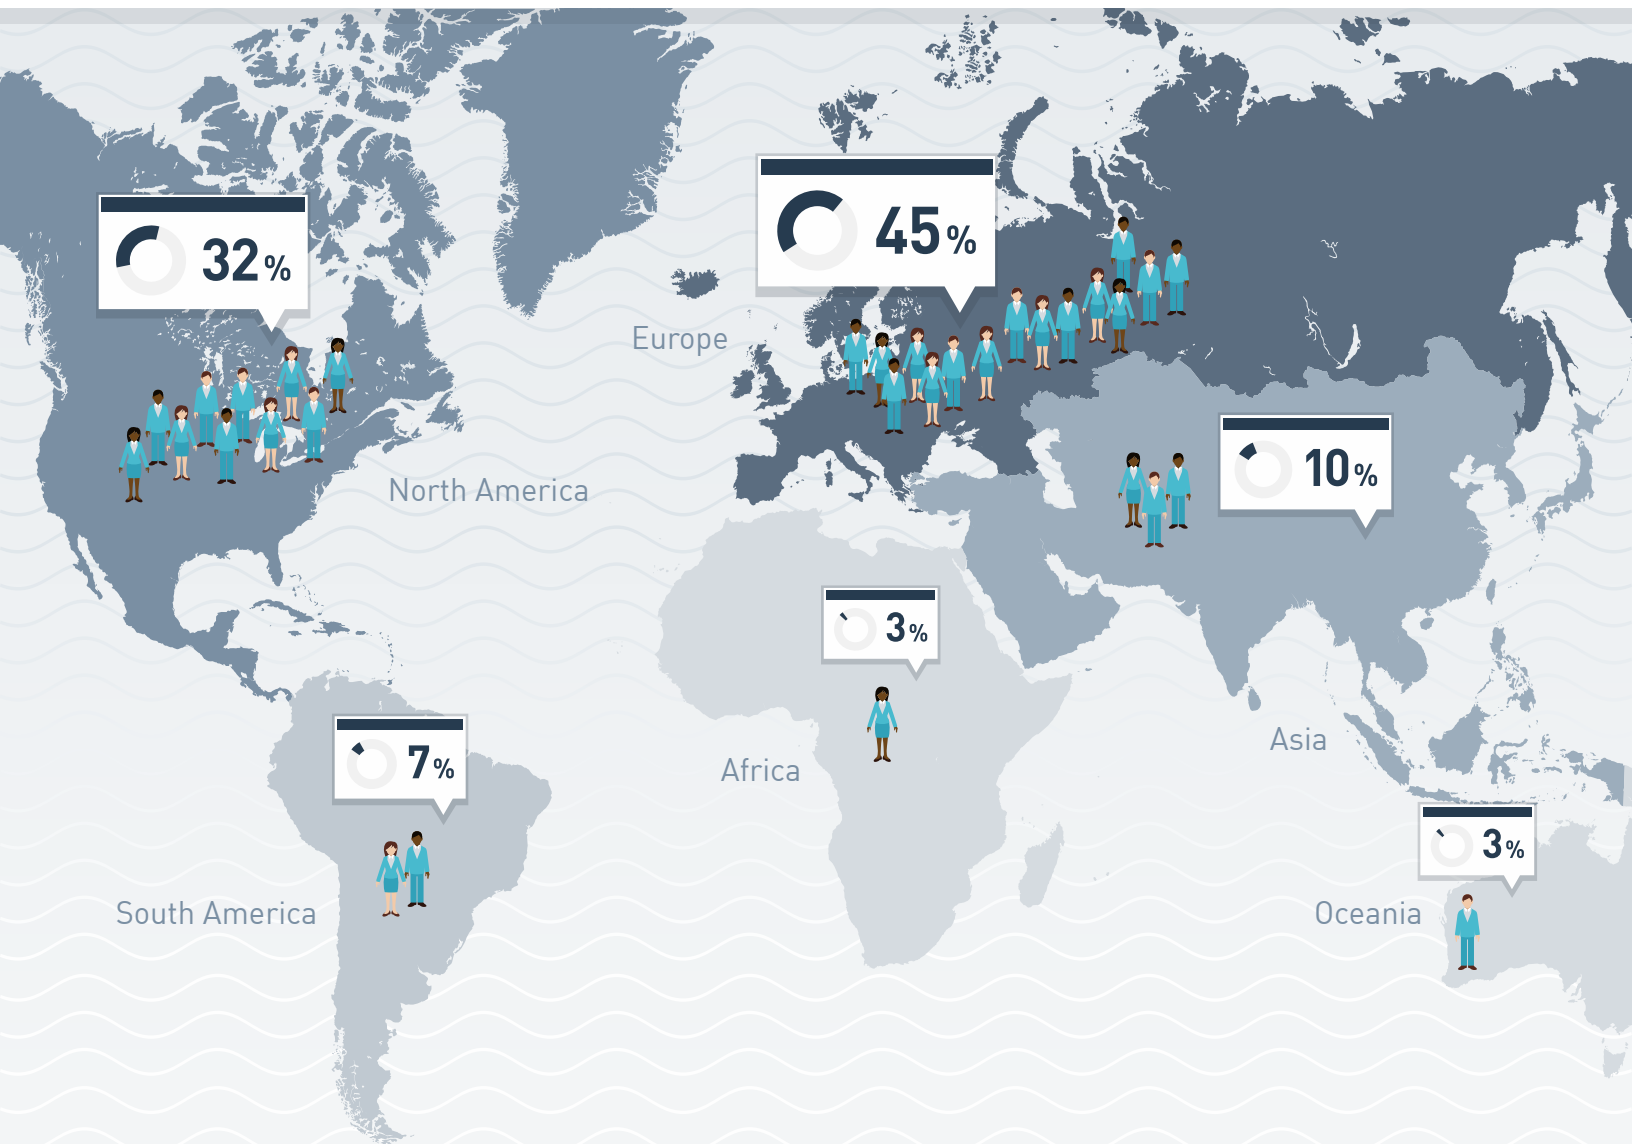 45%
32%
Europe
10%
North America
3%
7%
Asia
Africa
3%
South America
Oceania